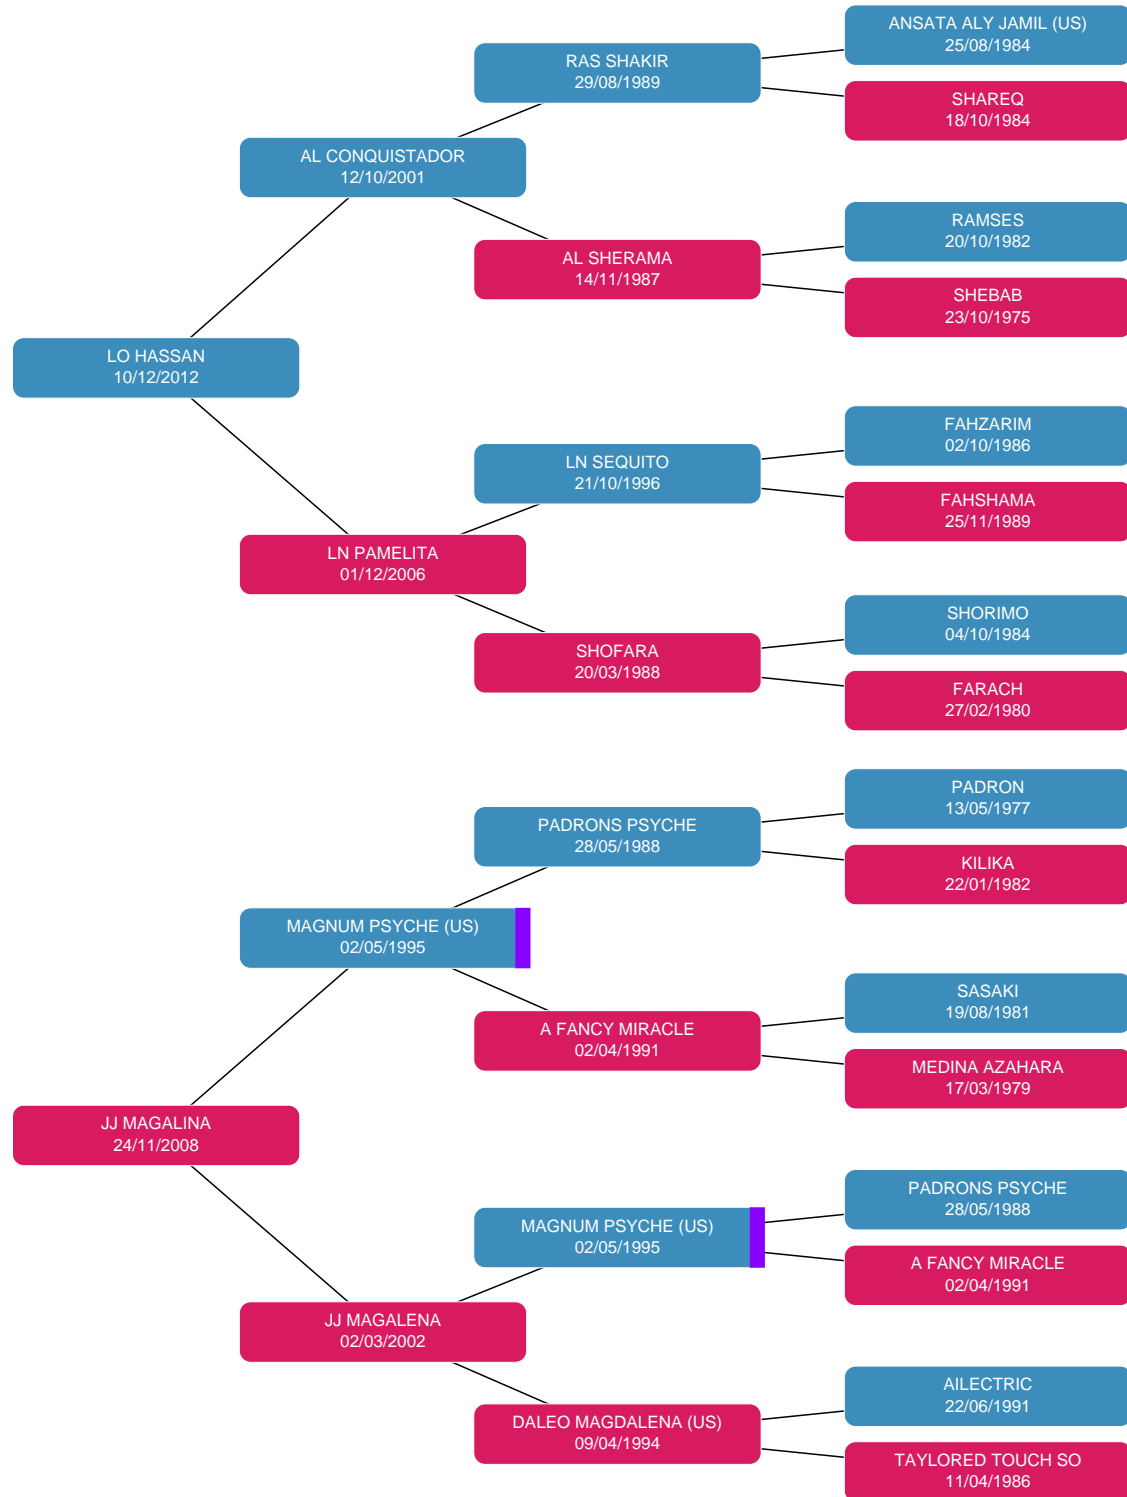 ANSATA ALY JAMIL (US)
25/08/1984
RAS SHAKIR
29/08/1989
SHAREQ
18/10/1984
AL CONQUISTADOR
12/10/2001
RAMSES
20/10/1982
AL SHERAMA
14/11/1987
SHEBAB
23/10/1975
LO HASSAN
10/12/2012
FAHZARIM
02/10/1986
LN SEQUITO
21/10/1996
FAHSHAMA
25/11/1989
LN PAMELITA
01/12/2006
SHORIMO
04/10/1984
SHOFARA
20/03/1988
FARACH
27/02/1980
PADRON
13/05/1977
PADRONS PSYCHE
28/05/1988
KILIKA
22/01/1982
MAGNUM PSYCHE (US)
02/05/1995
SASAKI
19/08/1981
A FANCY MIRACLE
02/04/1991
MEDINA AZAHARA
17/03/1979
JJ MAGALINA
24/11/2008
PADRONS PSYCHE
28/05/1988
MAGNUM PSYCHE (US)
02/05/1995
A FANCY MIRACLE
02/04/1991
JJ MAGALENA
02/03/2002
AILECTRIC
22/06/1991
DALEO MAGDALENA (US)
09/04/1994
TAYLORED TOUCH SO
11/04/1986